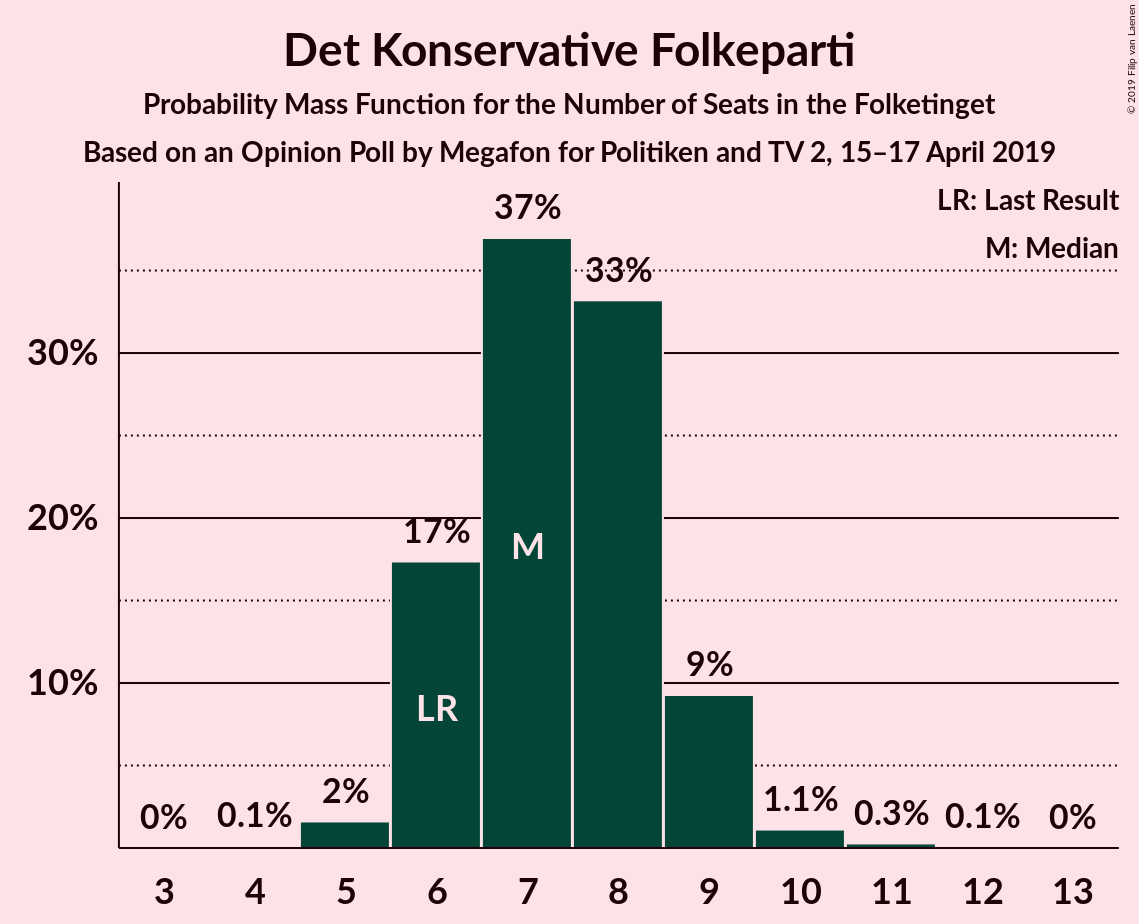 Det Konservative Folkeparti
Probability Mass Function for the Number of Seats in the Folketinget
Based on an Opinion Poll by Megafon for Politiken and TV 2, 15–17 April 2019
© 2019 Filip van Laenen
LR: Last Result
M: Median
37%
33%
30%
20%
17%
M
10%
9%
LR
2%
1.1%
0%
0.1%
0.3%
0.1%
0%
3 4 5 6 7 8 9 10 11 12 13